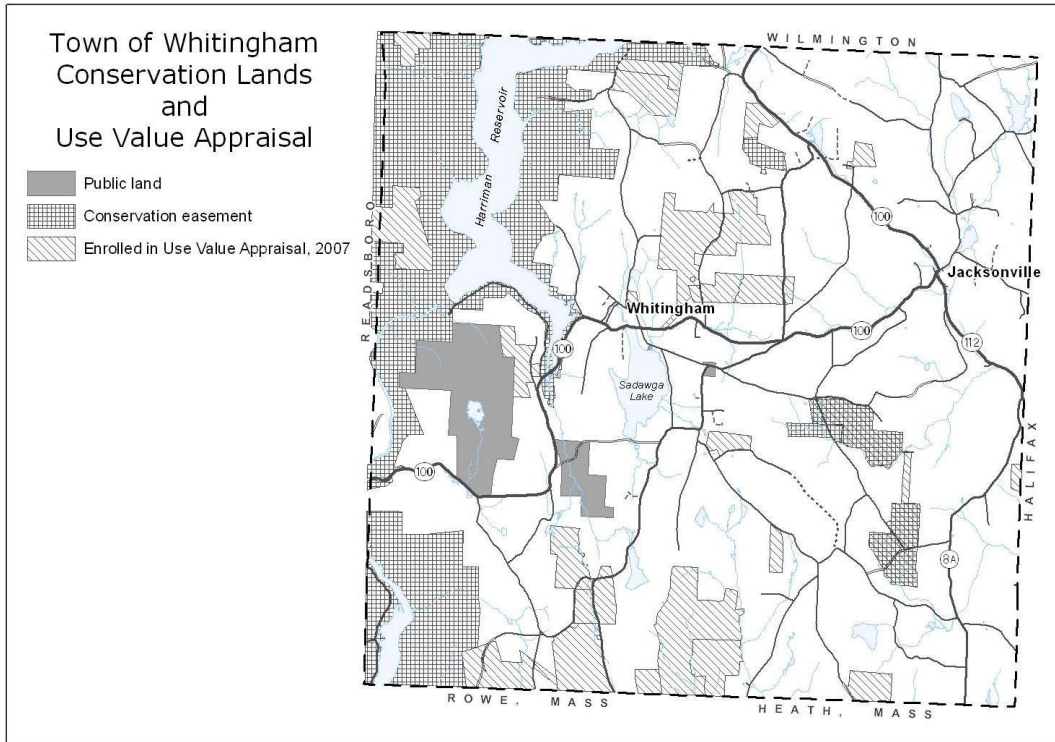 Town of Whitingham
Conservation Lands
and
Use Value Appraisal
Public land
Conservation easement
Enrolled in Use Value Appraisal, 2007
WILMINGTON
READSBORO
Harriman Reservoir
100
Jacksonville
Whitingham
100
100
112
Sadawga
Lake
100
HALIFAX
8A
ROWE, MASS
HEATH, MASS